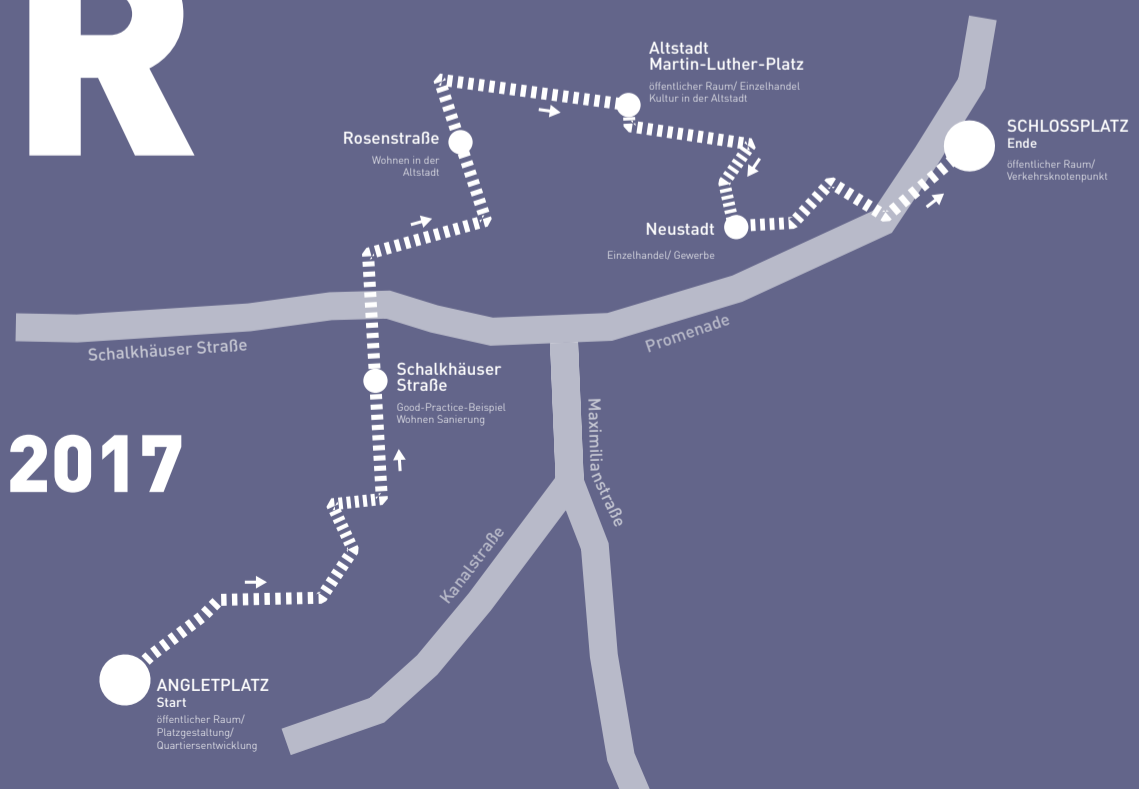 R
Altstadt
Martin-Luther-Platz
öffentlicher Raum/ Einzelhandel
Kultur in der Altstadt
SCHLOSSPLATZ
Ende
öffentlicher Raum/
Verkehrsknotenpunkt
Rosenstraße
Wohnen in der
Altstadt
Neustadt
Einzelhandel/ Gewerbe
Schalkhäuser Straße
Promenade
Schalkhäuser
Straße
Good-Practice-Beispiel
Wohnen Sanierung
Maximilianstraße
2017
Kanalstraße
ANGLETPLATZ
Start
öffentlicher Raum/
Platzgestaltung/
Quartiersentwicklung